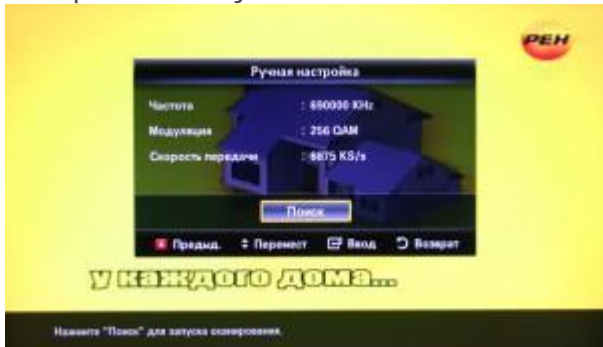 РЕН
Ручная настройка
Частота : 690000 KHz
Модуляция : 256 QAM
Скорость передачи : 6875 KS/s
Поиск
Предыд. Перемест Ввод Возврат
у каждого дома...
Нажмите "Поиск" для запуска сканирования.